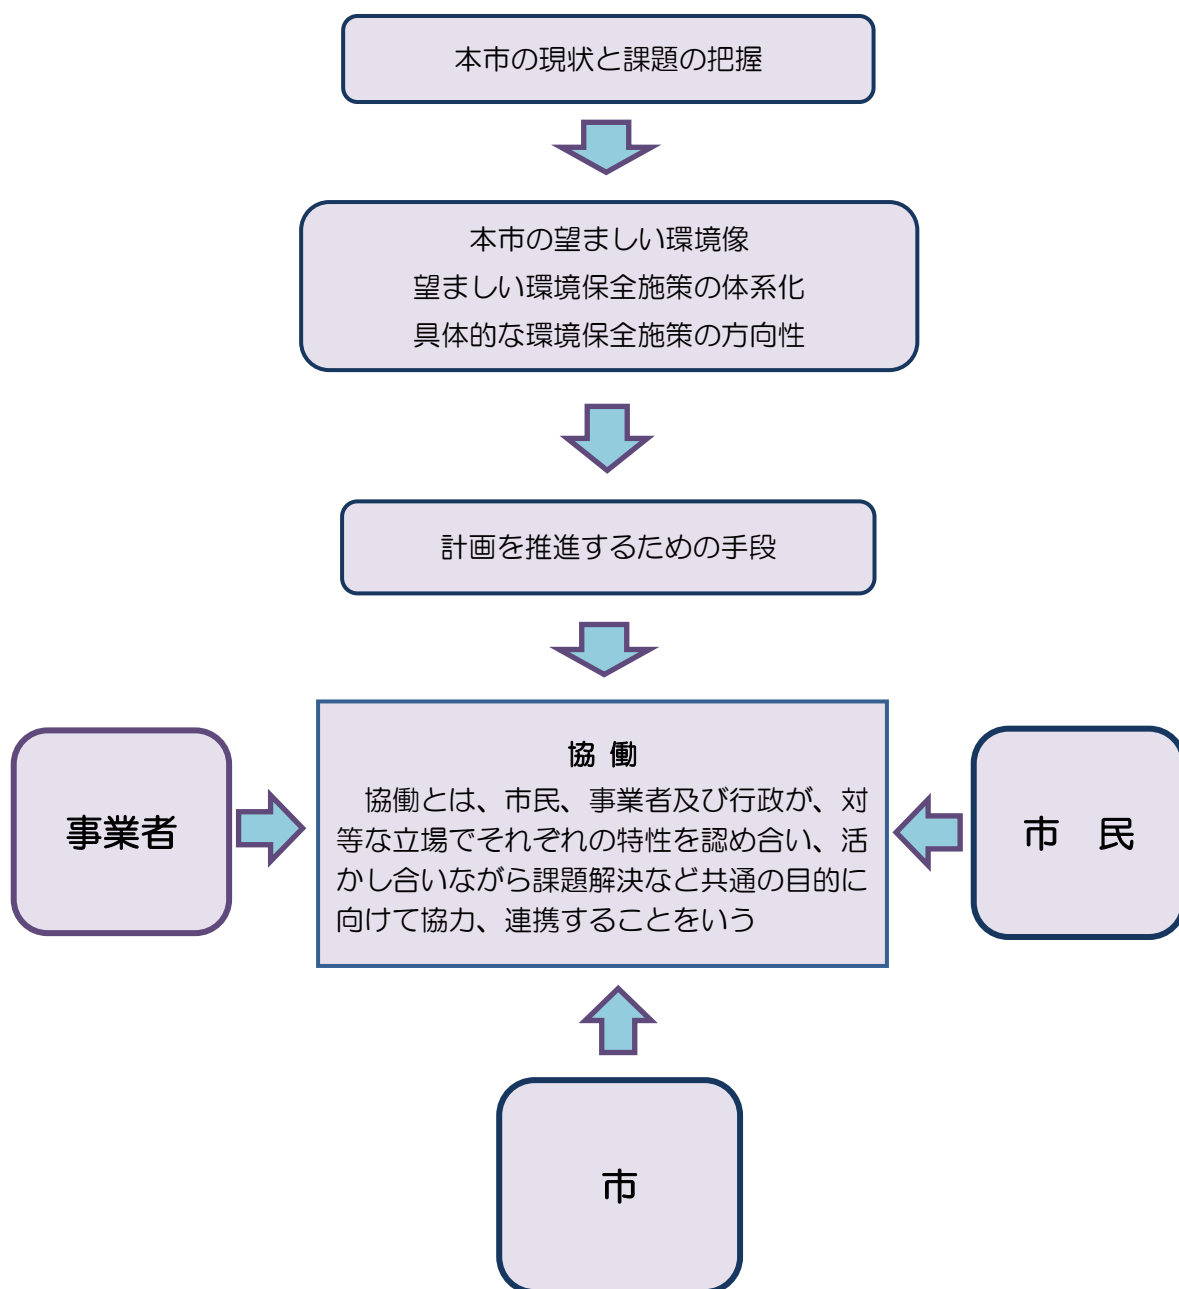 本市の現状と課題の把握
本市の望ましい環境像
望ましい環境保全施策の体系化
具体的な環境保全施策の方向性
計画を推進するための手段
協 働
協働とは、市民、事業者及び行政が、対
等な立場でそれぞれの特性を認め合い、活
かし合いながら課題解決など共通の目的に
向けて協力、連携することをいう
事業者
市　民
市